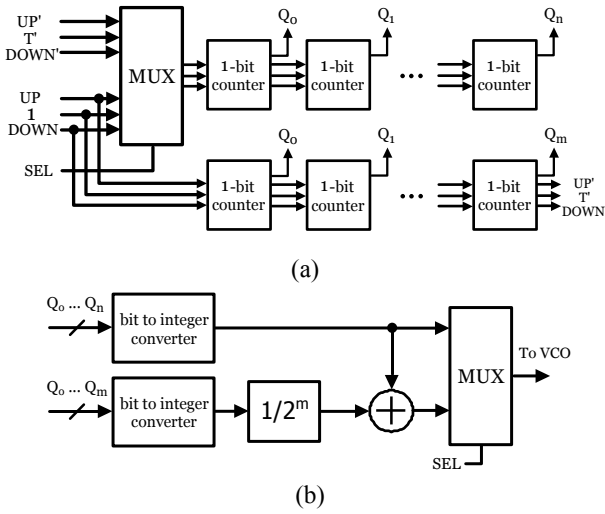 UP'
T'
DOWN'
MUX
UP
1
DOWN
SEL
Q0
Q1
Qn
1-bit
counter
1-bit
counter
...
1-bit
counter
Q0
Q1
Qm
1-bit
counter
1-bit
counter
...
1-bit
counter
UP'
T'
DOWN
(a)
Q0 ... Qn
bit to integer
converter
Q0 ... Qm
bit to integer
converter
1/2^m
+
MUX
To VCO
SEL
(b)